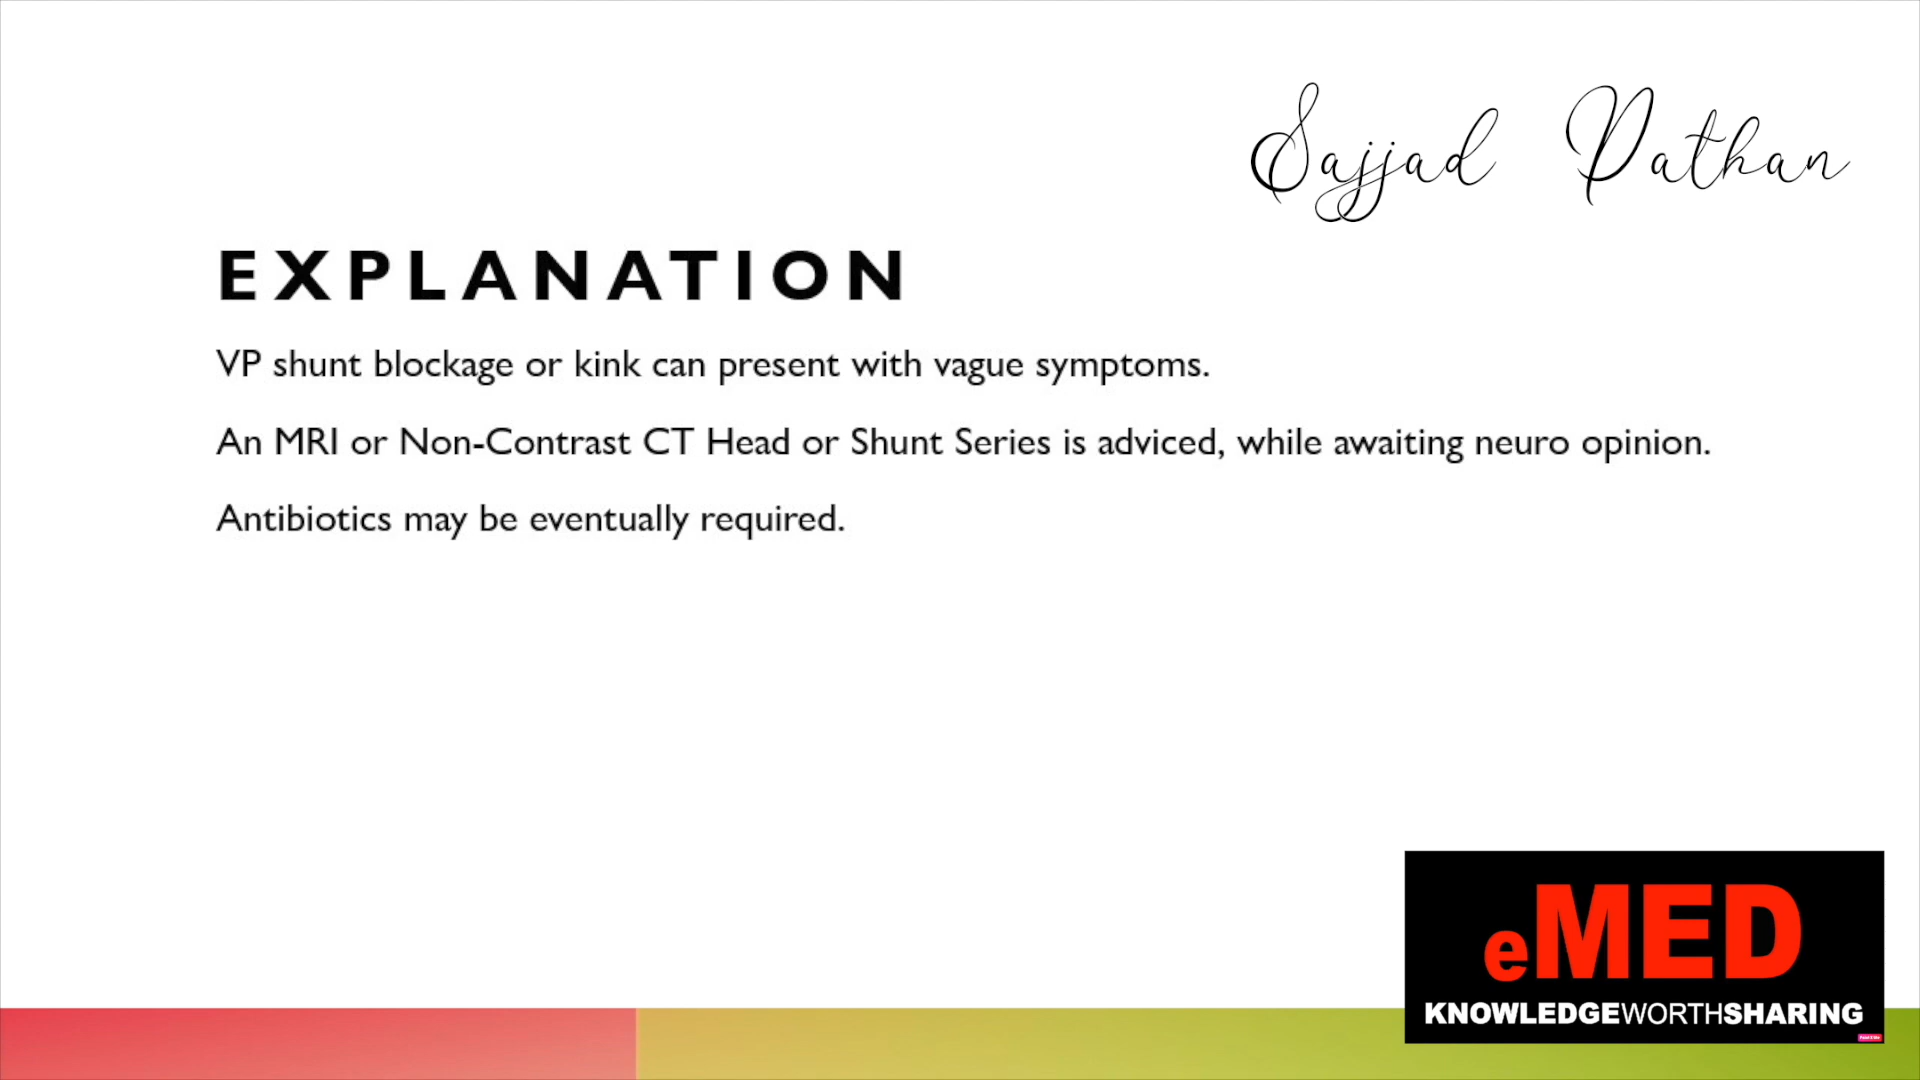 Sajjad Pathan
EXPLANATION
VP shunt blockage or kink can present with vague symptoms.
An MRI or Non-Contrast CT Head or Shunt Series is adviced, while awaiting neuro opinion.
Antibiotics may be eventually required.
eMED
KNOWLEDGEWORTHSHARING